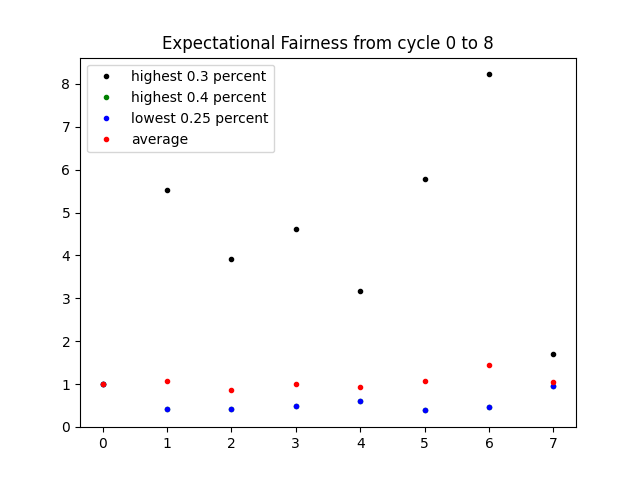 Expectational Fairness from cycle 0 to 8
highest 0.3 percent
highest 0.4 percent
lowest 0.25 percent
average
8
7
6
5
4
3
2
1
0
0 1 2 3 4 5 6 7